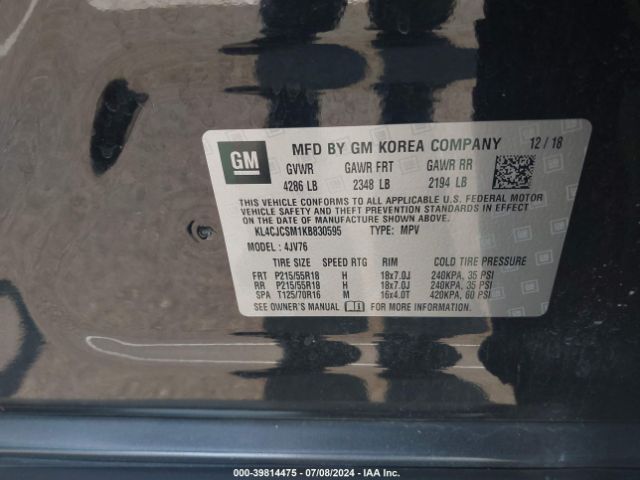 GM
MFD BY GM KOREA COMPANY 12/18
GVWR GAWR FRT GAWR RR
4286 LB 2348 LB 2194 LB
THIS VEHICLE CONFORMS TO ALL APPLICABLE U.S. FEDERAL MOTOR
VEHICLE SAFETY, BUMPER, AND THEFT PREVENTION STANDARDS IN EFFECT
ON THE DATE OF MANUFACTURE SHOWN ABOVE.
KL4CJCSM1KB830595 TYPE: MPV
MODEL: 4JV76
TIRE SIZE SPEED RTG RIM COLD TIRE PRESSURE
FRT P215/55R18 H 18x7.0J 240KPA, 35 PSI
RR P215/55R18 H 18x7.0J 240KPA, 35 PSI
SPA T125/70R16 M 16x4.0T 420KPA, 60 PSI
SEE OWNER'S MANUAL FOR MORE INFORMATION
000-39814475 - 07/08/2024 - IAA Inc.